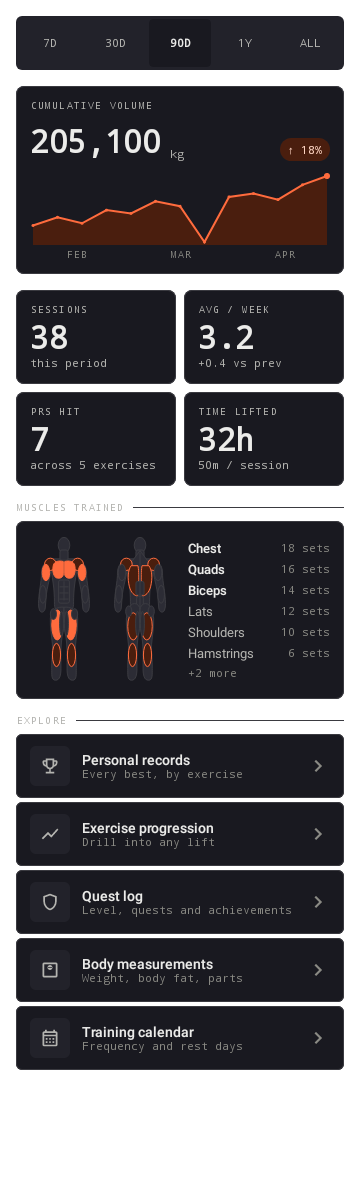 7D 30D 90D 1Y ALL
CUMULATIVE VOLUME
205,100 kg
↑ 18%
FEB MAR APR
SESSIONS
38
this period
AVG / WEEK
3.2
+0.4 vs prev
PRS HIT
7
across 5 exercises
TIME LIFTED
32h
50m / session
MUSCLES TRAINED
Chest 18 sets
Quads 16 sets
Biceps 14 sets
Lats 12 sets
Shoulders 10 sets
Hamstrings 6 sets
+2 more
EXPLORE
Personal records
Every best, by exercise
Exercise progression
Drill into any lift
Quest log
Level, quests and achievements
Body measurements
Weight, body fat, parts
Training calendar
Frequency and rest days